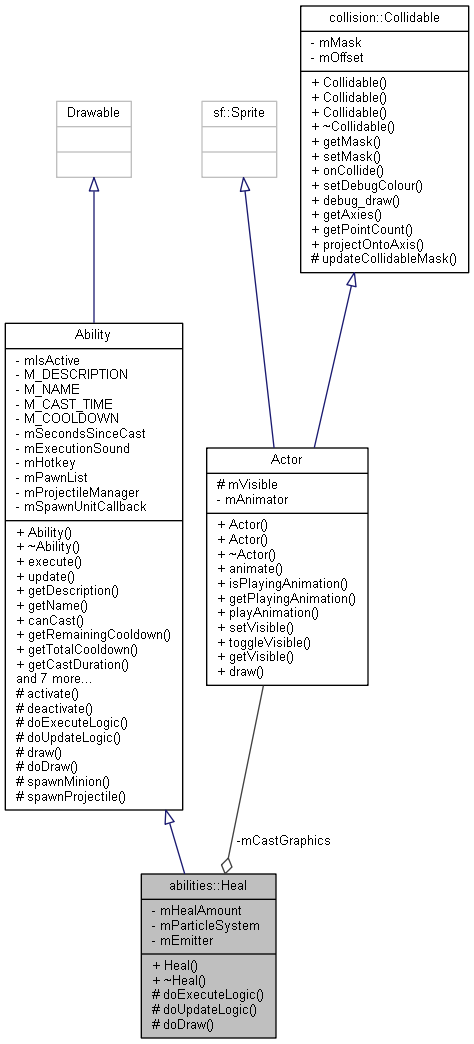 collision::Collidable
- mMask
- mOffset
+ Collidable()
+ Collidable()
+ Collidable()
+ ~Collidable()
+ getMask()
+ setMask()
+ onCollide()
+ setDebugColour()
+ debug_draw()
+ getAxies()
+ getPointCount()
+ projectOntoAxis()
# updateCollidableMask()
Drawable
sf::Sprite
Ability
- mIsActive
- M_DESCRIPTION
- M_NAME
- M_CAST_TIME
- M_COOLDOWN
- mSecondsSinceCast
- mExecutionSound
- mHotkey
- mPawnList
- mProjectileManager
- mSpawnUnitCallback
+ Ability()
+ ~Ability()
+ execute()
+ update()
+ getDescription()
+ getName()
+ canCast()
+ getRemainingCooldown()
+ getTotalCooldown()
+ getCastDuration()
and 7 more...
# activate()
# deactivate()
# doExecuteLogic()
# doUpdateLogic()
# draw()
# doDraw()
# spawnMinion()
# spawnProjectile()
Actor
# mVisible
- mAnimator
+ Actor()
+ Actor()
+ ~Actor()
+ animate()
+ isPlayingAnimation()
+ getPlayingAnimation()
+ playAnimation()
+ setVisible()
+ toggleVisible()
+ getVisible()
+ draw()
-mCastGraphics
abilities::Heal
- mHealAmount
- mParticleSystem
- mEmitter
+ Heal()
+ ~Heal()
# doExecuteLogic()
# doUpdateLogic()
# doDraw()